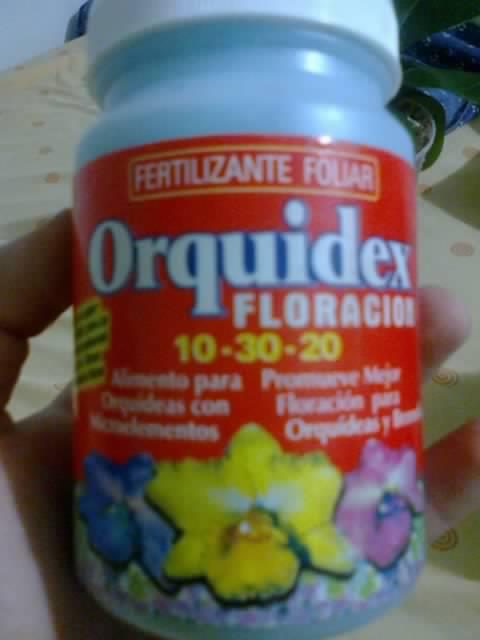 FERTILIZANTE FOLIAR
Orquidex
FLORACION
10-30-20
Alimento para
Orquídeas con
Microelementos
Promueve Mejor
Floración para
Orquídeas y